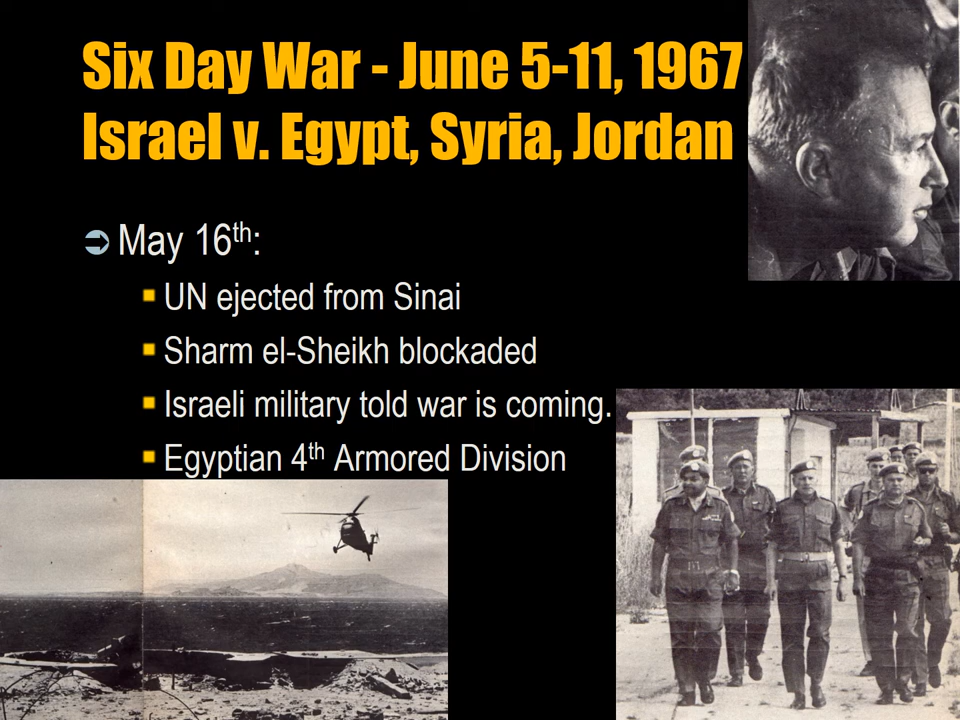 Six Day War - June 5-11, 1967
Israel v. Egypt, Syria, Jordan
May 16th:
UN ejected from Sinai
Sharm el-Sheikh blockaded
Israeli military told war is coming.
Egyptian 4th Armored Division